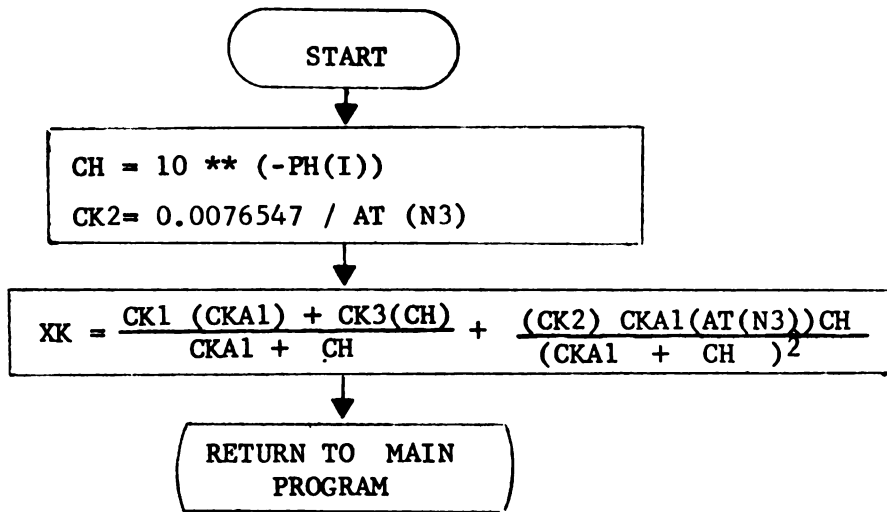 START
CH = 10 ** (-PH(I))
CK2= 0.0076547 / AT (N3)
XK = CK1 (CKA1) + CK3(CH) / CKA1 + CH + (CK2) CKA1(AT(N3))CH / (CKA1 + CH )²
RETURN TO MAIN
PROGRAM